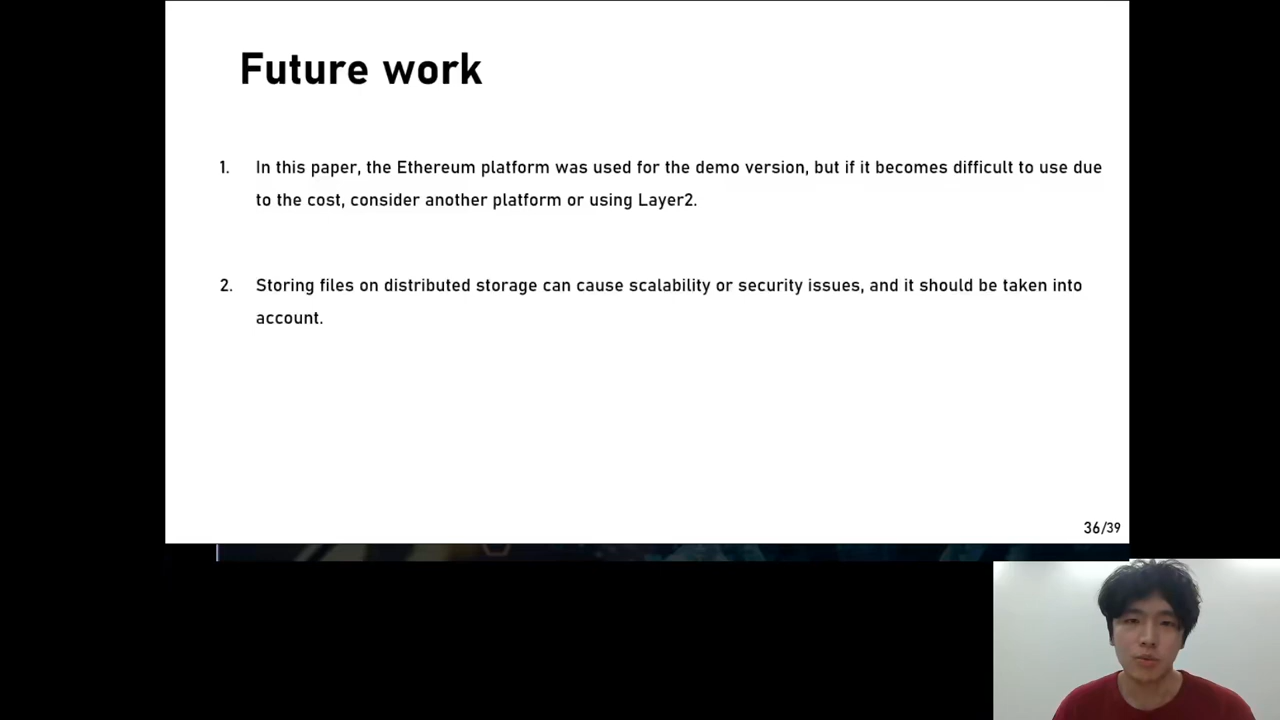 Future work
1. In this paper, the Ethereum platform was used for the demo version, but if it becomes difficult to use due
to the cost, consider another platform or using Layer2.
2. Storing files on distributed storage can cause scalability or security issues, and it should be taken into
account.
36/39